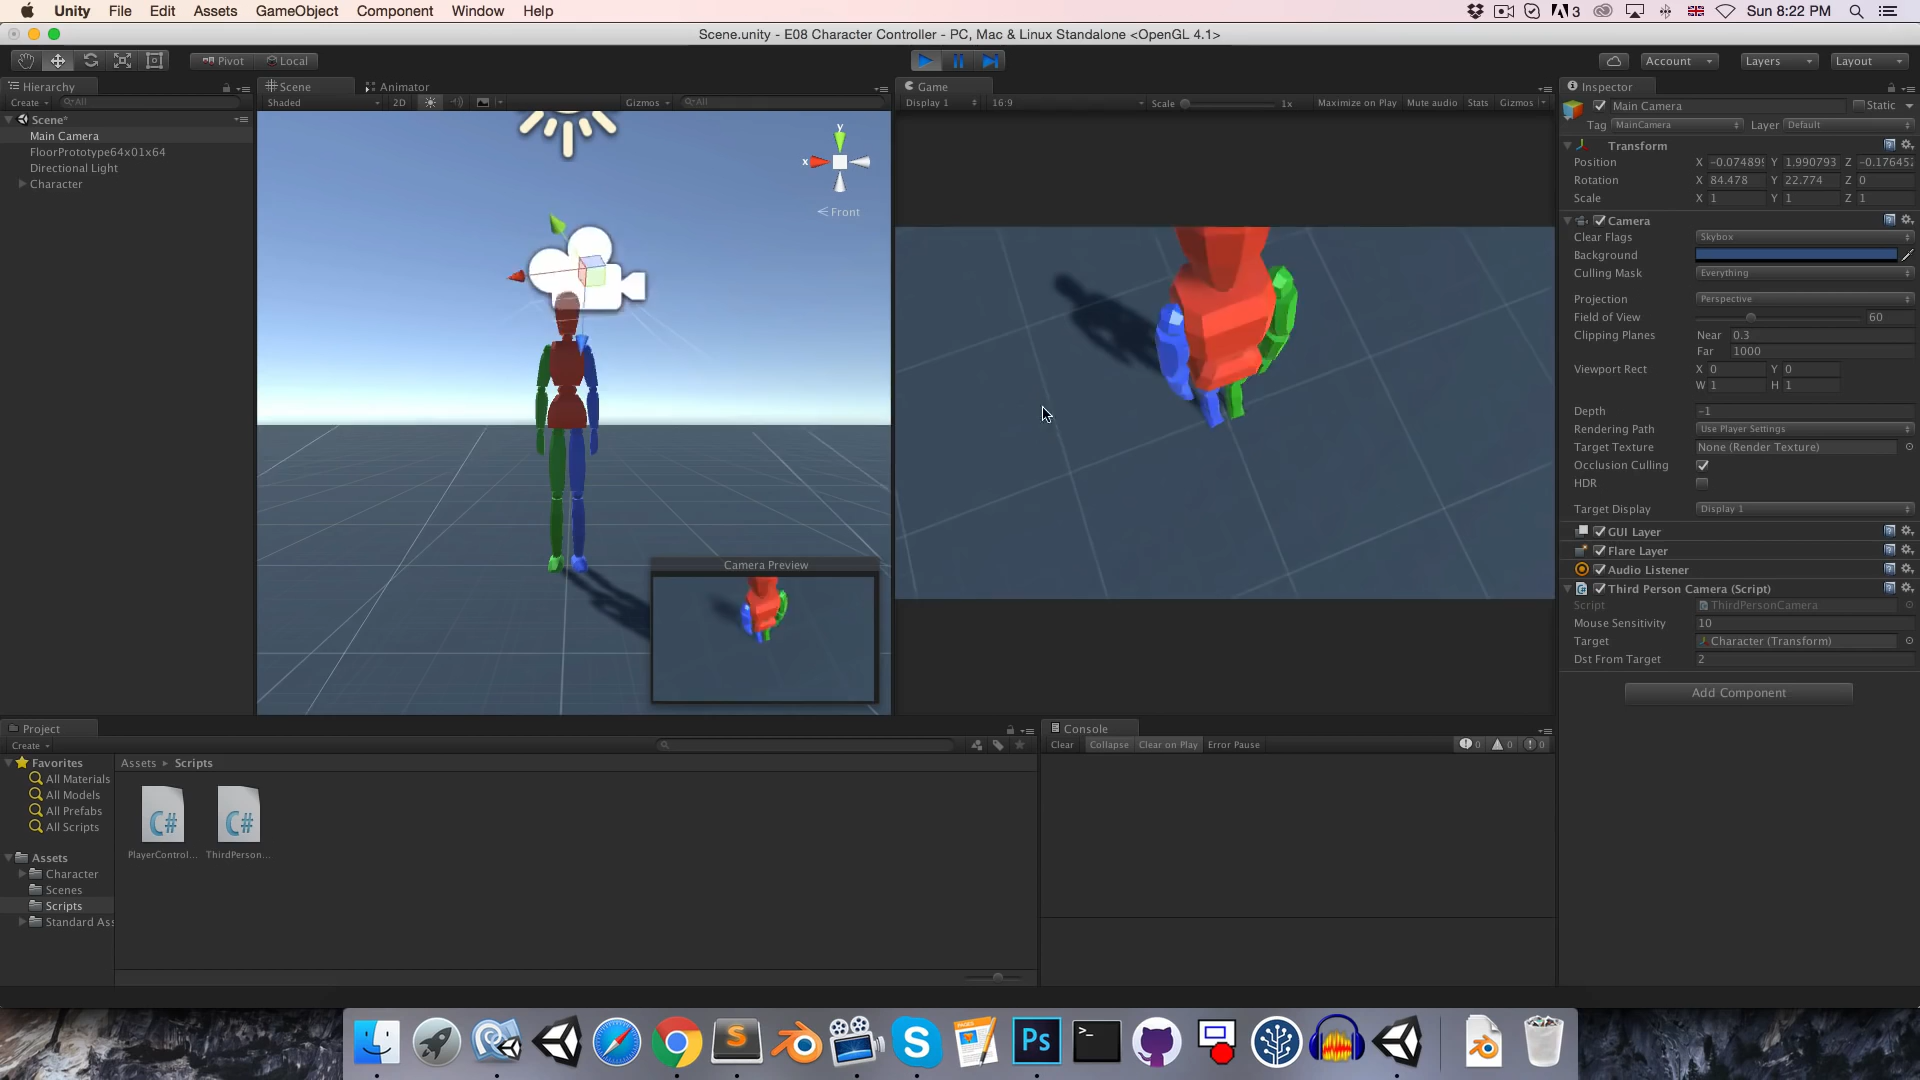 Unity File Edit Assets GameObject Component Window Help
3 Sun 8:22 PM
Scene.unity - E08 Character Controller - PC, Mac & Linux Standalone <OpenGL 4.1>
Pivot Local
Account Layers Layout
Hierarchy
Create All
Scene*
Main Camera
FloorPrototype64x01x64
Directional Light
Character
Scene Animator
Shaded 2D Gizmos All
y
x
Front
Camera Preview
Game
Display 1 16:9 Scale 1x Maximize on Play Mute audio Stats Gizmos
Inspector
Main Camera Static
Tag MainCamera Layer Default
Transform
Position X -0.07489 Y 1.990793 Z -0.17645
Rotation X 84.478 Y 22.774 Z 0
Scale X 1 Y 1 Z 1
Camera
Clear Flags Skybox
Background
Culling Mask Everything
Projection Perspective
Field of View 60
Clipping Planes Near 0.3
Far 1000
Viewport Rect X 0 Y 0
W 1 H 1
Depth -1
Rendering Path Use Player Settings
Target Texture None (Render Texture)
Occlusion Culling
HDR
Target Display Display 1
GUI Layer
Flare Layer
Audio Listener
Third Person Camera (Script)
Script ThirdPersonCamera
Mouse Sensitivity 10
Target Character (Transform)
Dst From Target 2
Add Component
Project
Create
Favorites
All Materials
All Models
All Prefabs
All Scripts
Assets
Character
Scenes
Scripts
Standard Ass
Assets Scripts
C# C#
PlayerControl... ThirdPerson...
Console
Clear Collapse Clear on Play Error Pause 0 0 0
S S Ps >_
PAGES